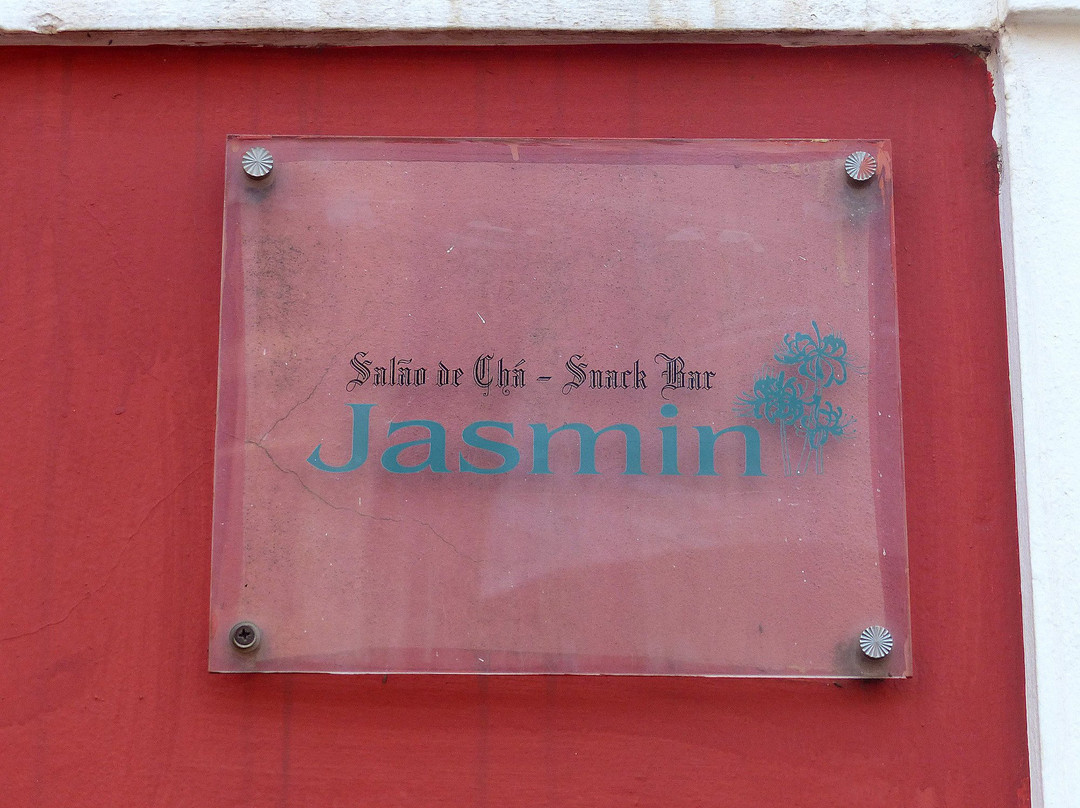 Salão de Chá - Snack Bar
Jasmin